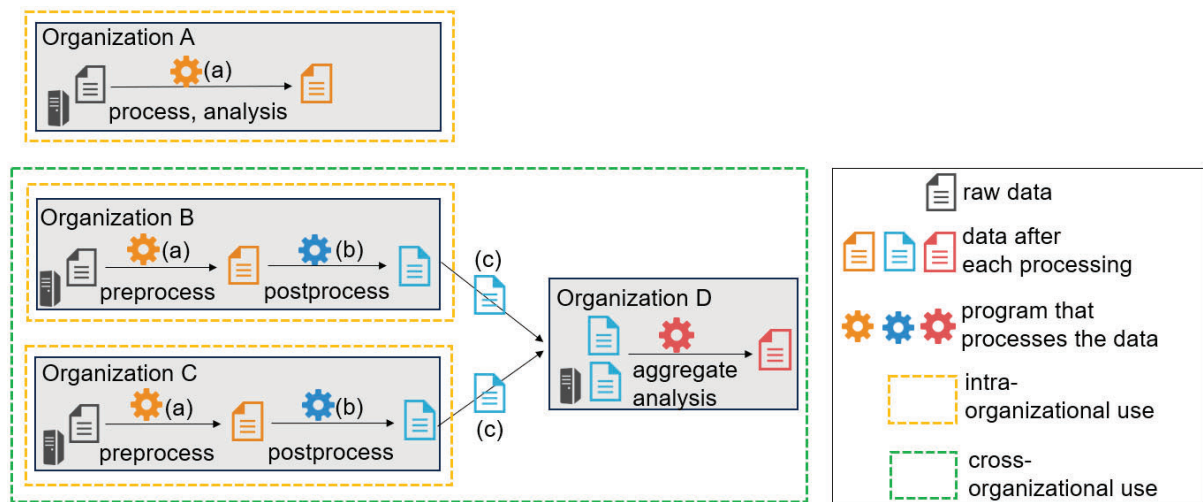 Organization A
(a)
process, analysis
Organization B
(a)
(b)
preprocess
postprocess
Organization C
(a)
(b)
preprocess
postprocess
(c)
(c)
Organization D
aggregate
analysis
raw data
data after
each processing
program that
processes the data
intra-
organizational use
cross-
organizational use